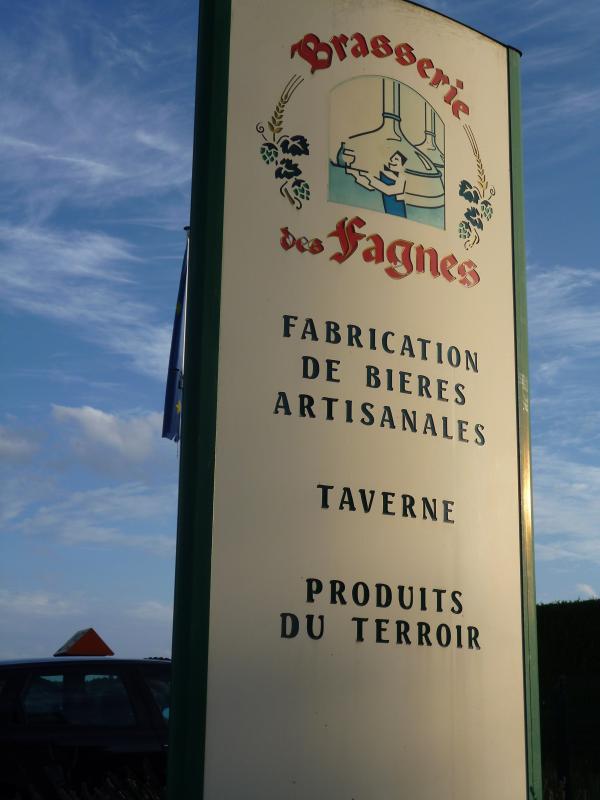 Brasserie
des Fagnes
FABRICATION
DE BIERES
ARTISANALES
TAVERNE
PRODUITS
DU TERROIR